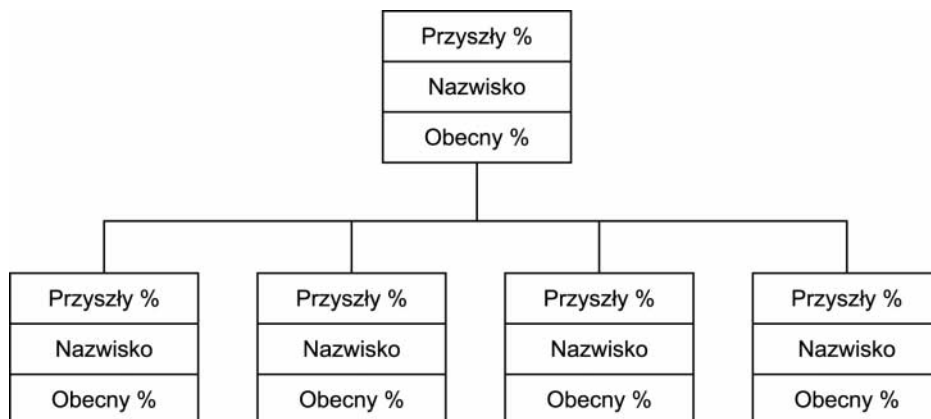 Przyszły %
Nazwisko
Obecny %
Przyszły % Przyszły % Przyszły % Przyszły %
Nazwisko Nazwisko Nazwisko Nazwisko
Obecny % Obecny % Obecny % Obecny %